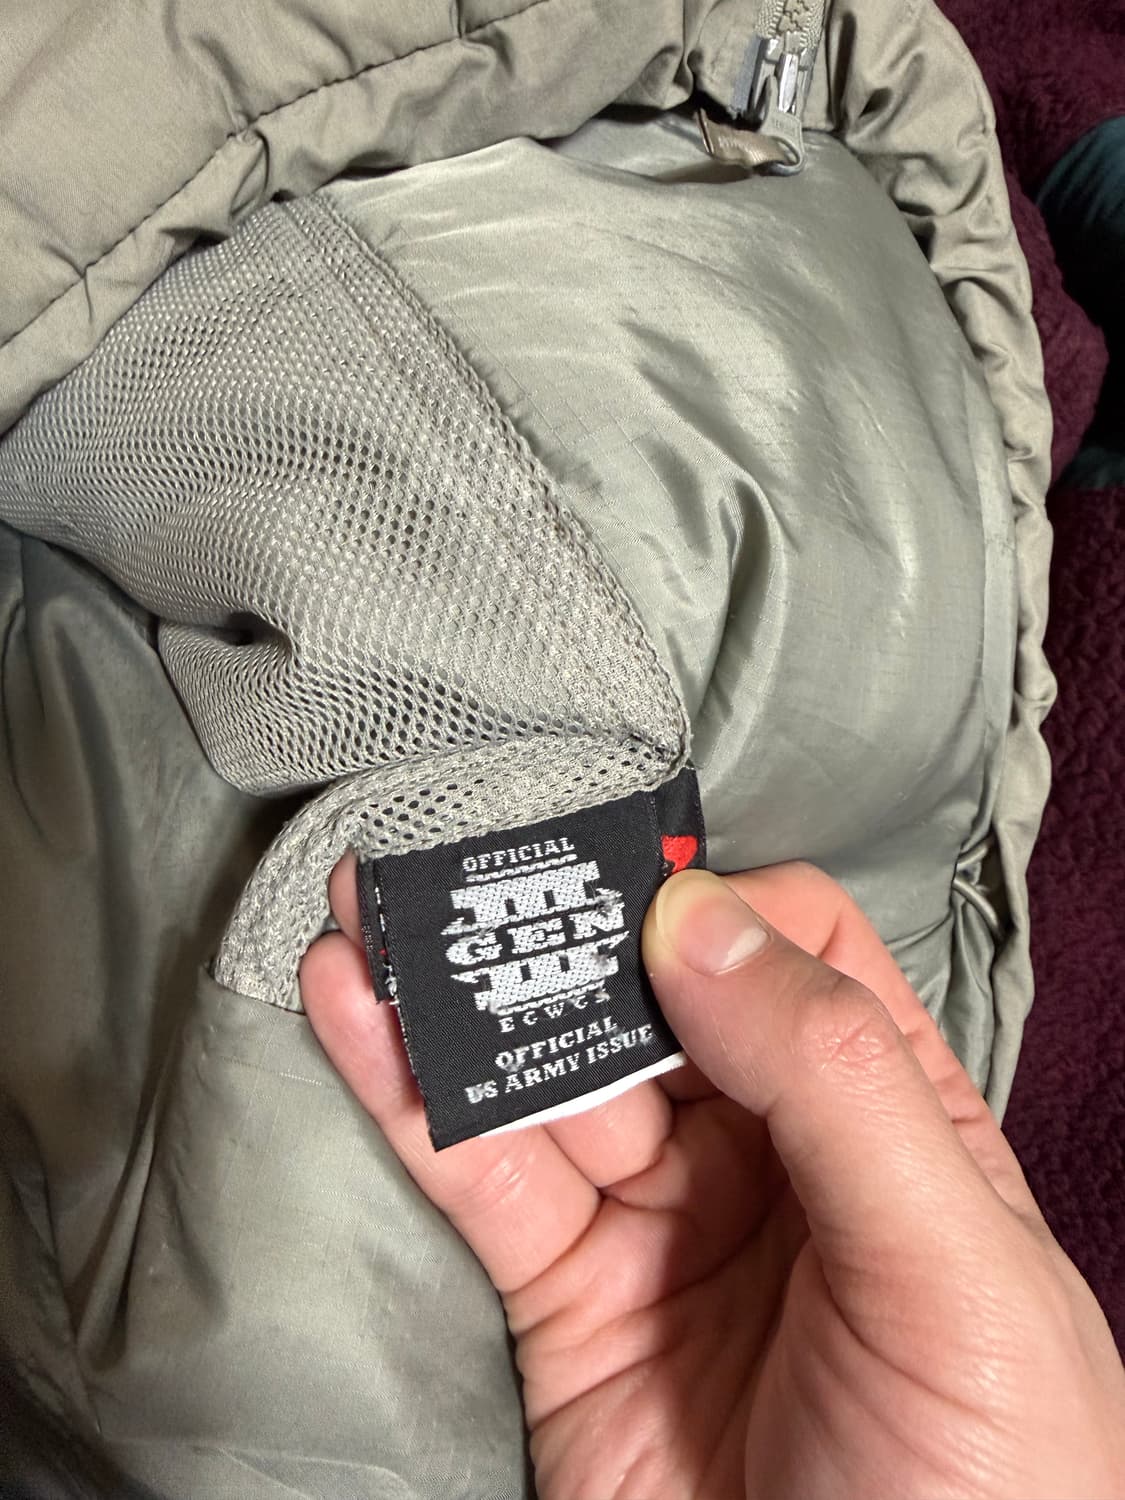 OFFICIAL
III
GEN
III
ECWCS
OFFICIAL
US ARMY ISSUE